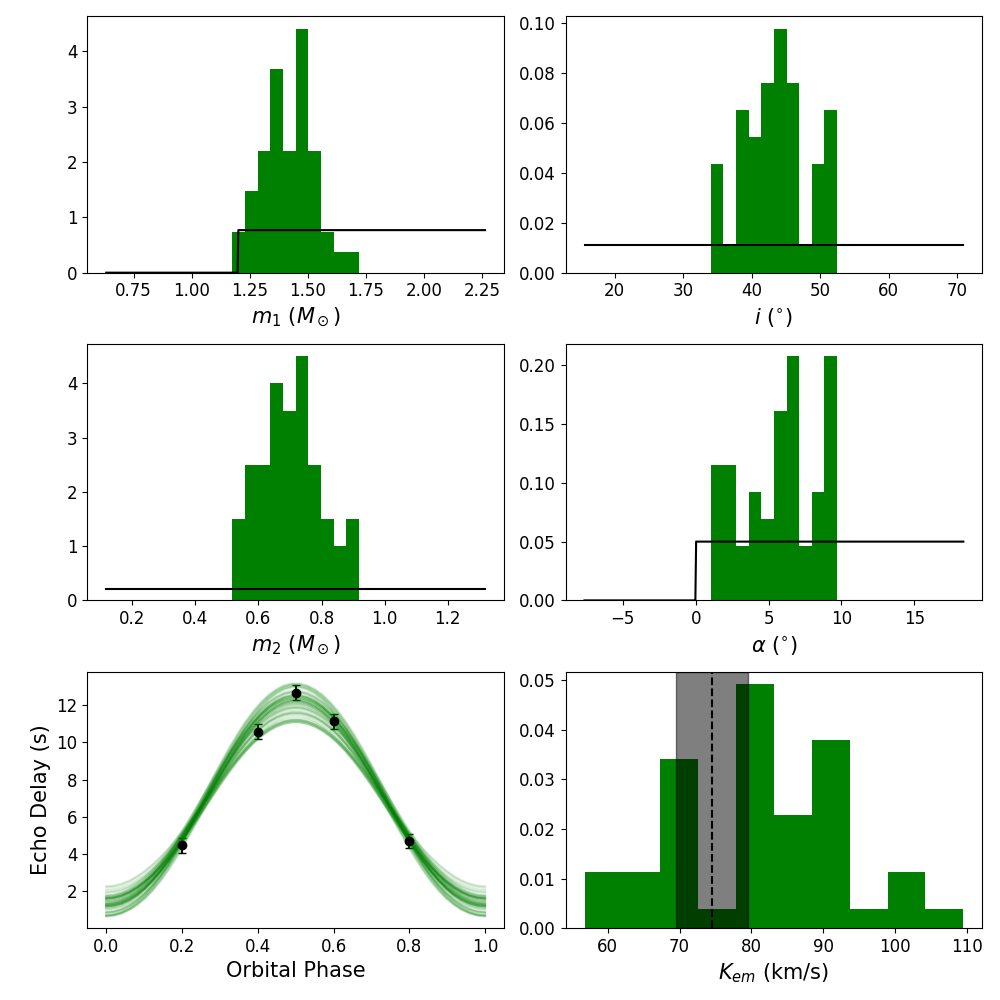 4
3
2
1
0
0.75 1.00 1.25 1.50 1.75 2.00 2.25
m₁ (M⊙)
0.10
0.08
0.06
0.04
0.02
0.00
20 30 40 50 60 70
i (°)
4
3
2
1
0
0.2 0.4 0.6 0.8 1.0 1.2
m₂ (M⊙)
0.20
0.15
0.10
0.05
0.00
−5 0 5 10 15
α (°)
Echo Delay (s)
12
10
8
6
4
2
0.0 0.2 0.4 0.6 0.8 1.0
Orbital Phase
0.05
0.04
0.03
0.02
0.01
0.00
60 70 80 90 100 110
Kₑₘ (km/s)